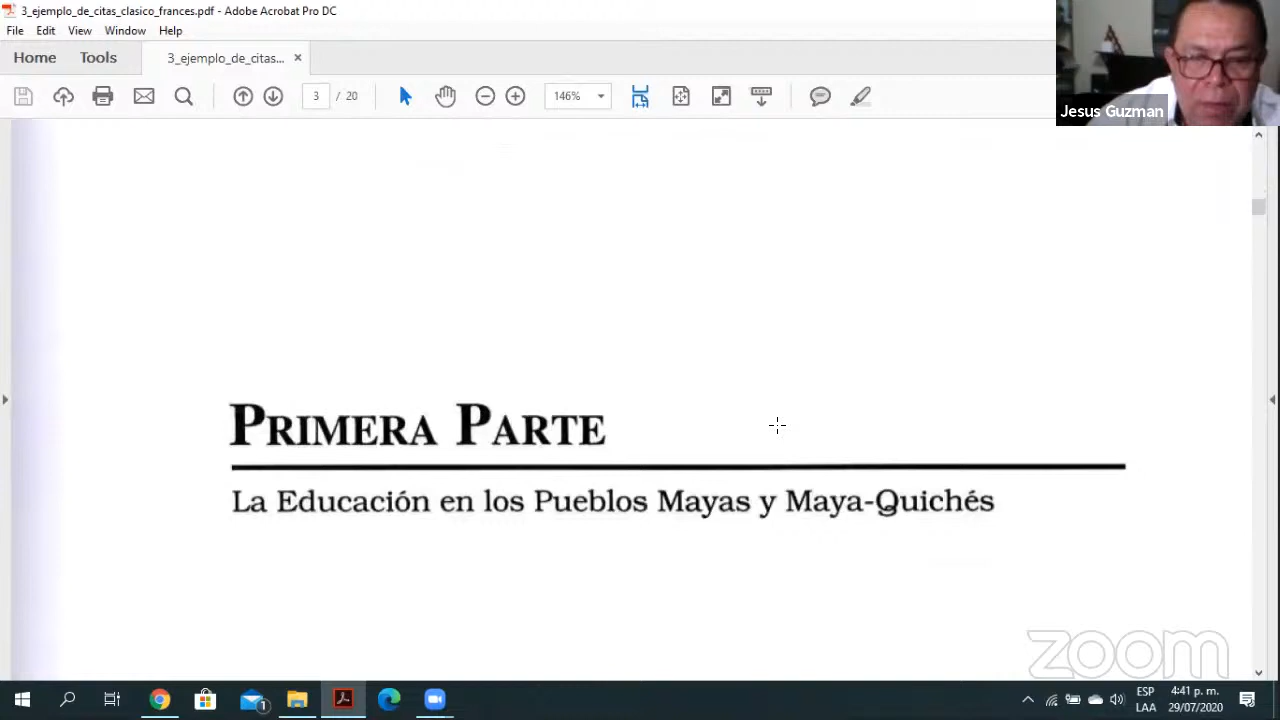 3_ejemplo_de_citas_clasico_frances.pdf - Adobe Acrobat Pro DC
File Edit View Window Help
Home Tools 3_ejemplo_de_citas... ×
3 / 20 146%
Jesus Guzman
PRIMERA PARTE
La Educación en los Pueblos Mayas y Maya-Quichés
zoom
1
ESP 4:41 p. m.
LAA 29/07/2020